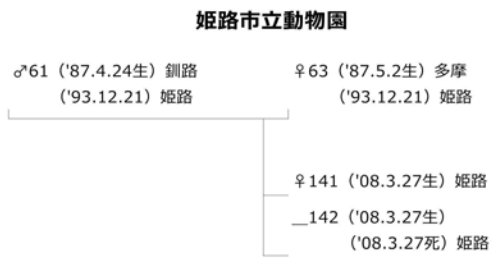 姫路市立動物園
♂61（'87.4.24生）釧路
（'93.12.21）姫路
♀63（'87.5.2生）多摩
（'93.12.21）姫路
♀141（'08.3.27生）姫路
__142（'08.3.27生）
（'08.3.27死）姫路